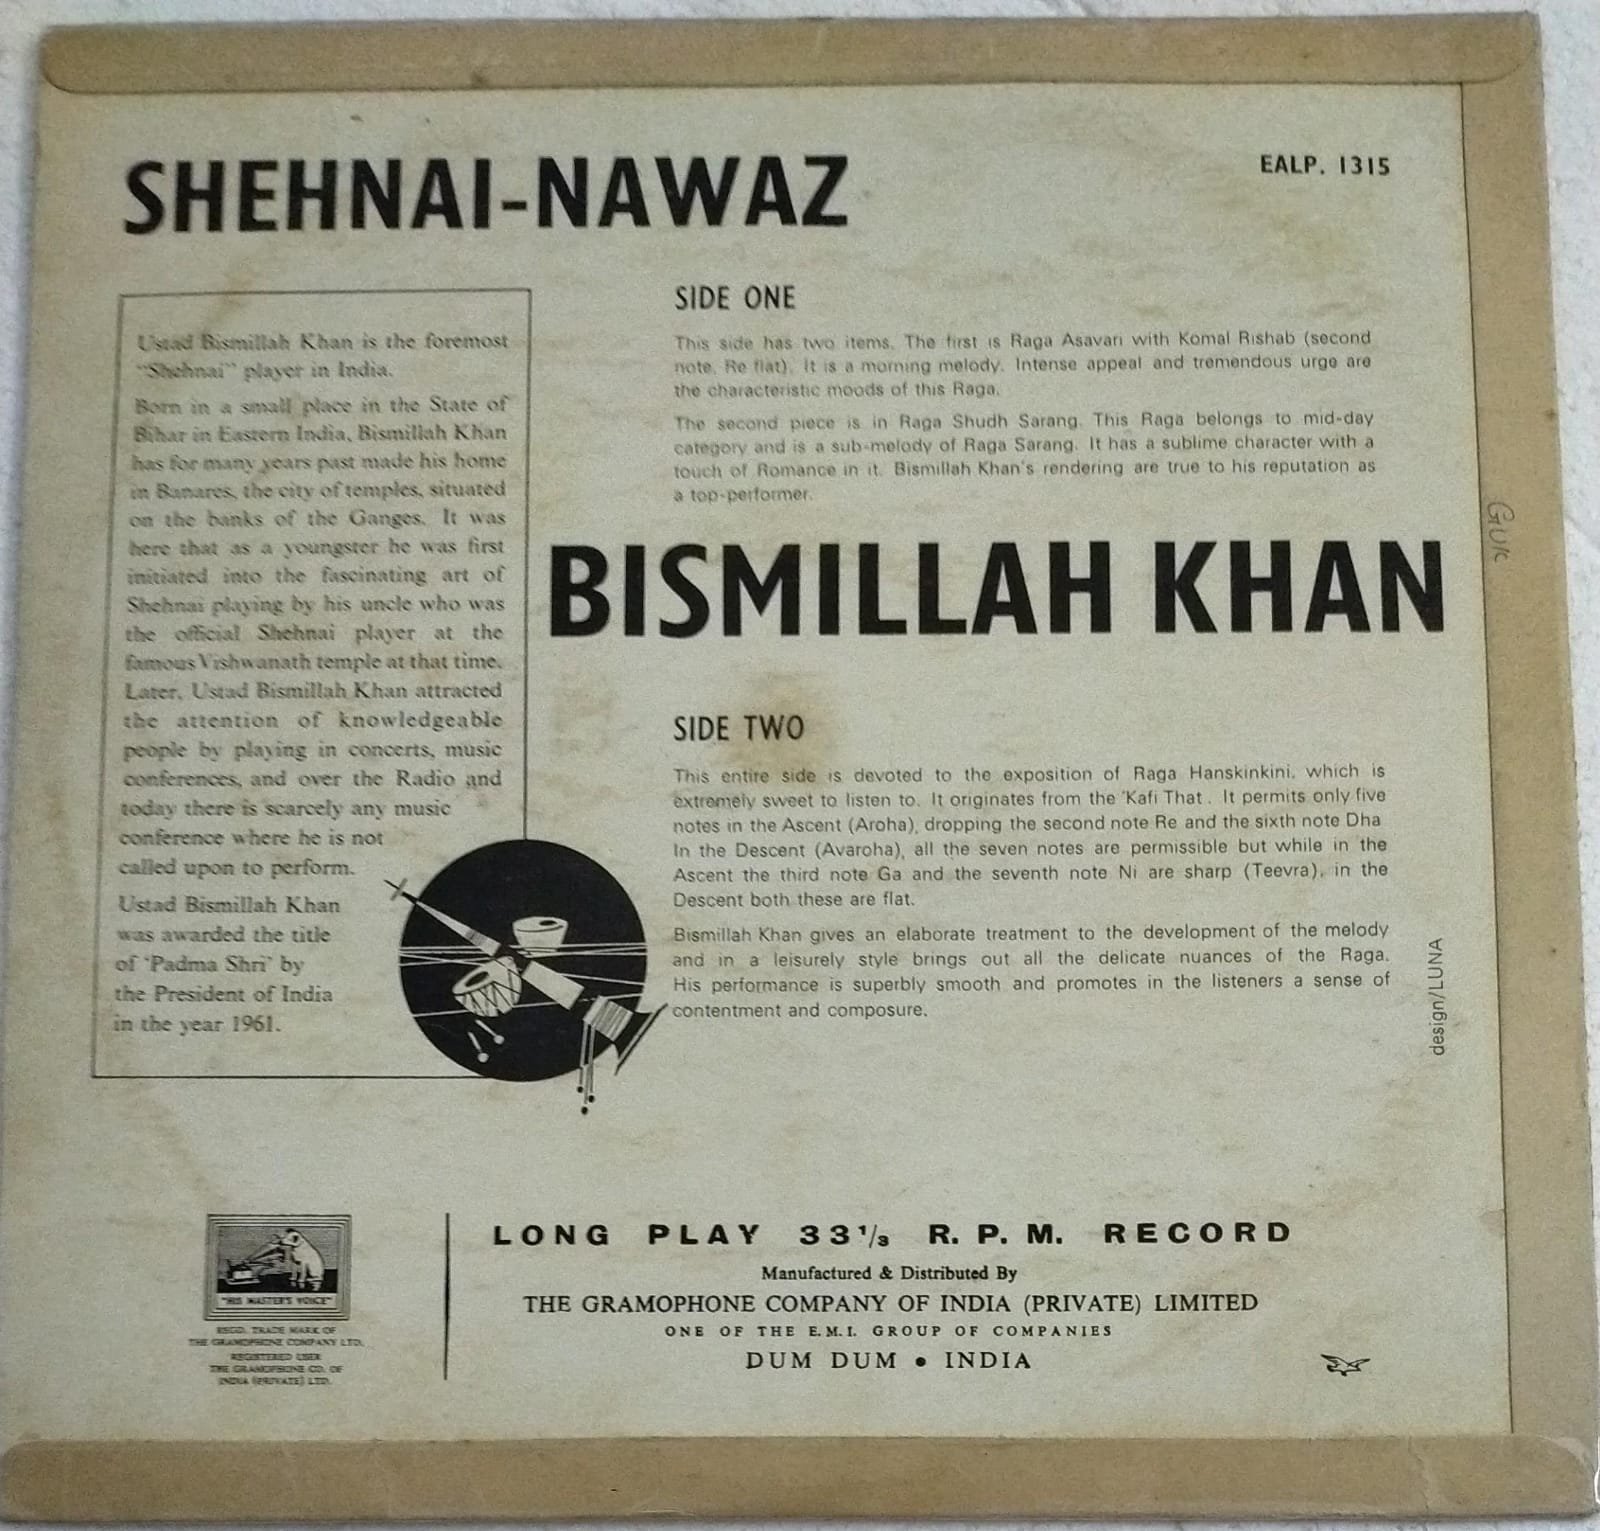 SHEHNAI-NAWAZ
EALP. 1315
Ustad Bismillah Khan is the foremost
"Shehnai" player in India.
Born in a small place in the State of
Bihar in Eastern India, Bismillah Khan
has for many years past made his home
in Banares, the city of temples, situated
on the banks of the Ganges. It was
here that as a youngster he was first
initiated into the fascinating art of
Shehnai playing by his uncle who was
the official Shehnai player at the
famous Vishwanath temple at that time.
Later, Ustad Bismillah Khan attracted
the attention of knowledgeable
people by playing in concerts, music
conferences, and over the Radio and
today there is scarcely any music
conference where he is not
called upon to perform.
Ustad Bismillah Khan
was awarded the title
of 'Padma Shri' by
the President of India
in the year 1961.
SIDE ONE
This side has two items. The first is Raga Asavari with Komal Rishab (second
note, Re flat). It is a morning melody. Intense appeal and tremendous urge are
the characteristic moods of this Raga.
The second piece is in Raga Shudh Sarang. This Raga belongs to mid-day
category and is a sub-melody of Raga Sarang. It has a sublime character with a
touch of Romance in it. Bismillah Khan's rendering are true to his reputation as
a top-performer.
BISMILLAH KHAN
SIDE TWO
This entire side is devoted to the exposition of Raga Hanskinkini, which is
extremely sweet to listen to. It originates from the 'Kafi That. It permits only five
notes in the Ascent (Aroha), dropping the second note Re and the sixth note Dha
In the Descent (Avaroha), all the seven notes are permissible but while in the
Ascent the third note Ga and the seventh note Ni are sharp (Teevra), in the
Descent both these are flat.
Bismillah Khan gives an elaborate treatment to the development of the melody
and in a leisurely style brings out all the delicate nuances of the Raga.
His performance is superbly smooth and promotes in the listeners a sense of
contentment and composure.
design/LUNA
"HIS MASTER'S VOICE"
REGD. TRADE MARK OF
THE GRAMOPHONE COMPANY LTD.
REGISTERED USER
THE GRAMOPHONE CO. OF
INDIA (PRIVATE) LTD.
LONG PLAY 33 1/3 R. P. M. RECORD
Manufactured & Distributed By
THE GRAMOPHONE COMPANY OF INDIA (PRIVATE) LIMITED
ONE OF THE E.M.I. GROUP OF COMPANIES
DUM DUM • INDIA